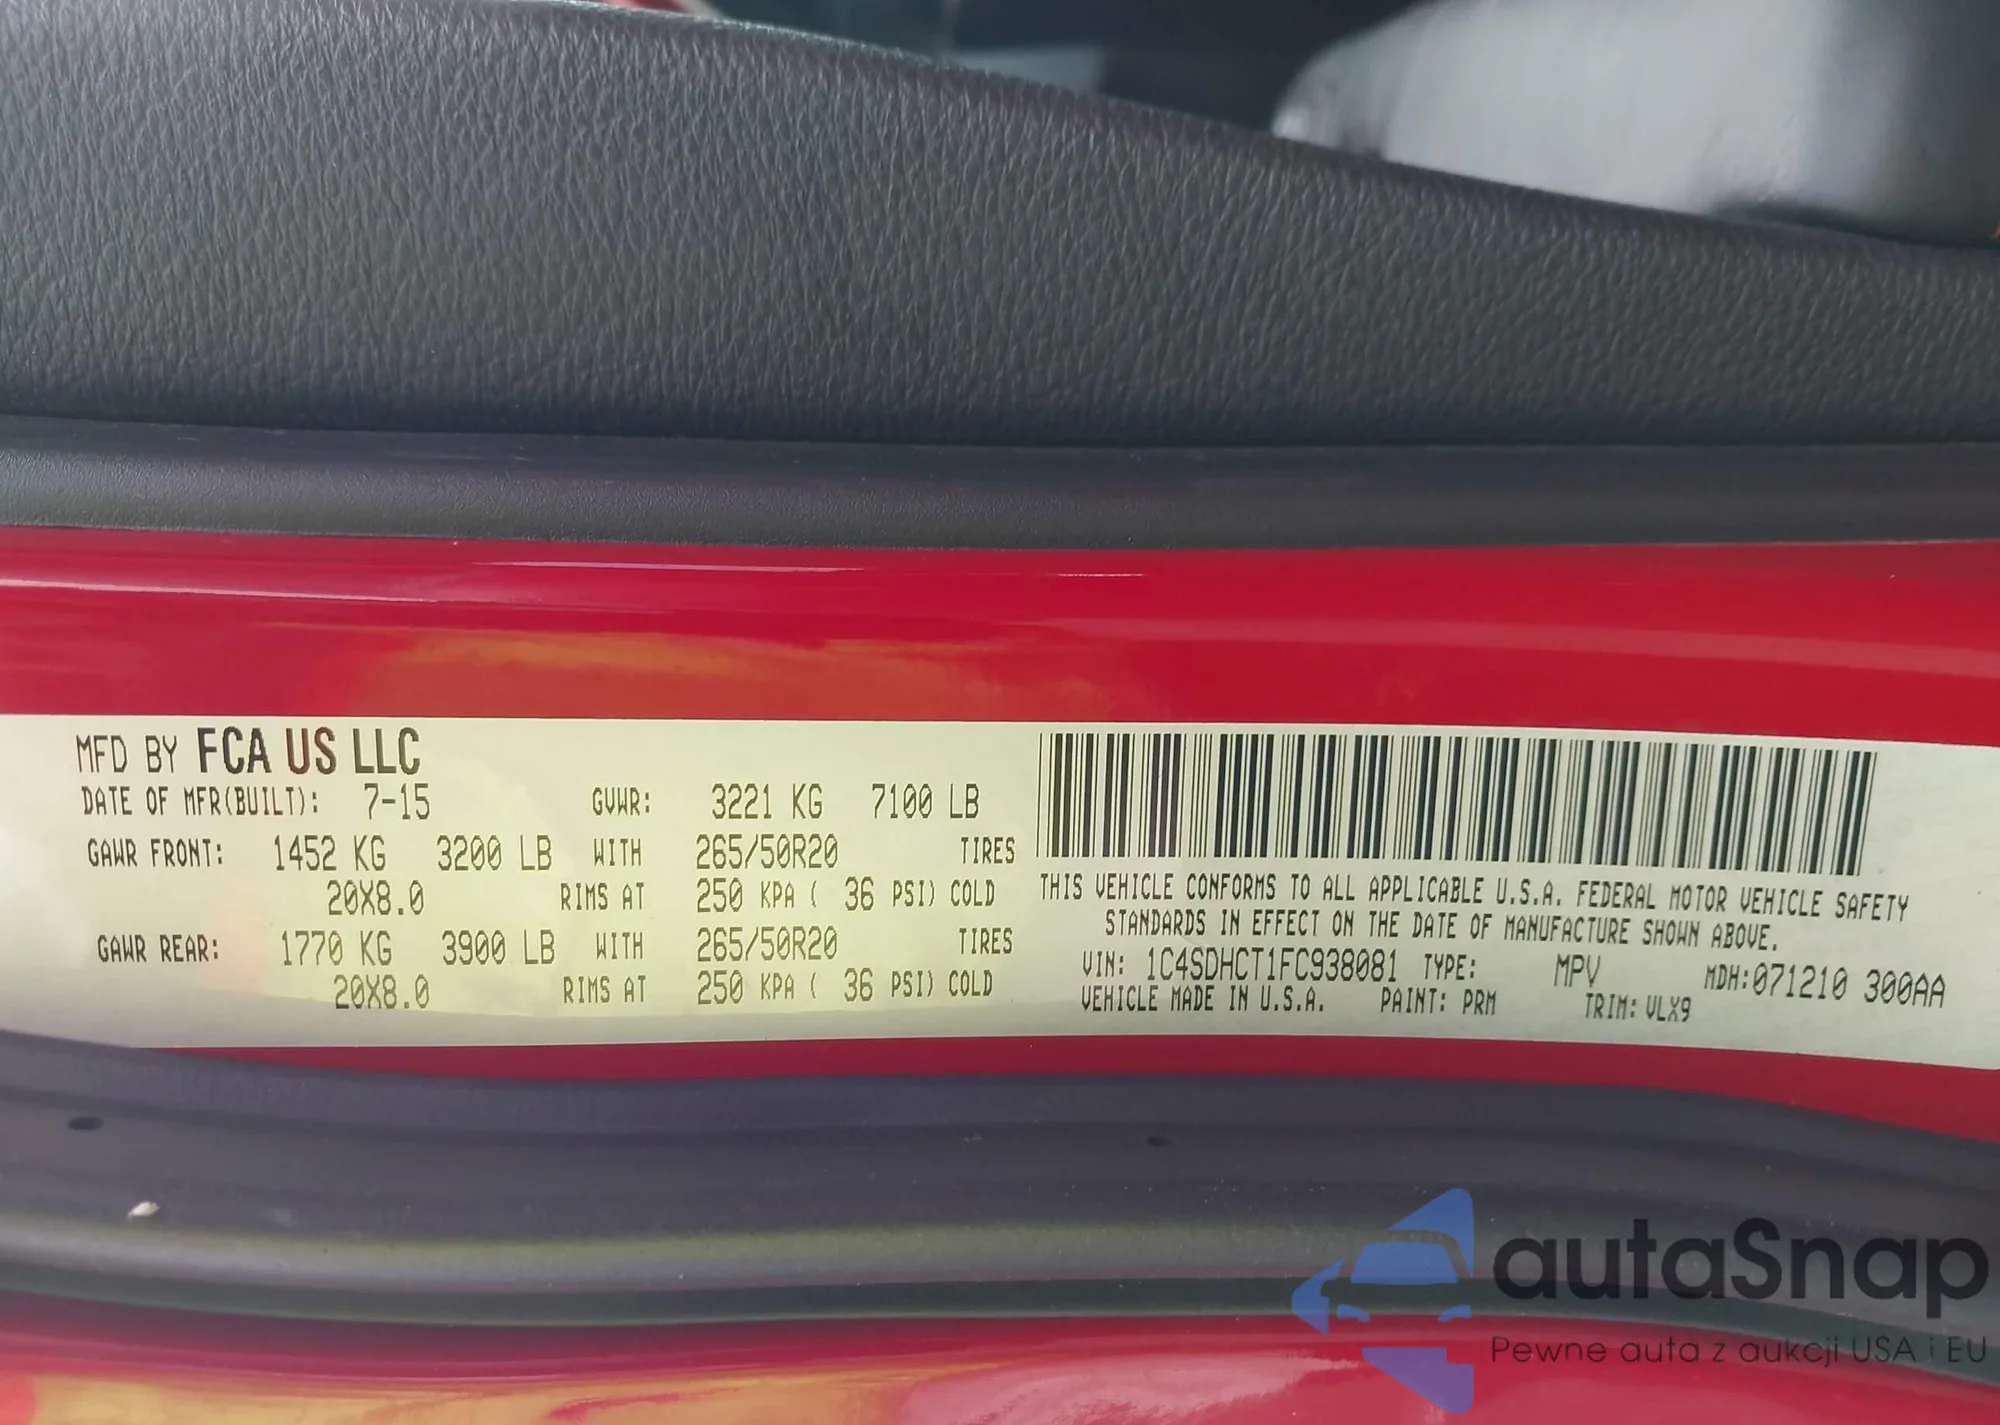 MFD BY FCA US LLC
DATE OF MFR(BUILT): 7-15 GVWR: 3221 KG 7100 LB
GAWR FRONT: 1452 KG 3200 LB WITH 265/50R20 TIRES
20X8.0 RIMS AT 250 KPA ( 36 PSI) COLD
GAWR REAR: 1770 KG 3900 LB WITH 265/50R20 TIRES
20X8.0 RIMS AT 250 KPA ( 36 PSI) COLD
THIS VEHICLE CONFORMS TO ALL APPLICABLE U.S.A. FEDERAL MOTOR VEHICLE SAFETY
STANDARDS IN EFFECT ON THE DATE OF MANUFACTURE SHOWN ABOVE.
VIN: 1C4SDHCT1FC938081 TYPE: MPV MDH:071210 300AA
VEHICLE MADE IN U.S.A. PAINT: PRM TRIM: VLX9
autaSnap
Pewne auta z aukcji USA i EU